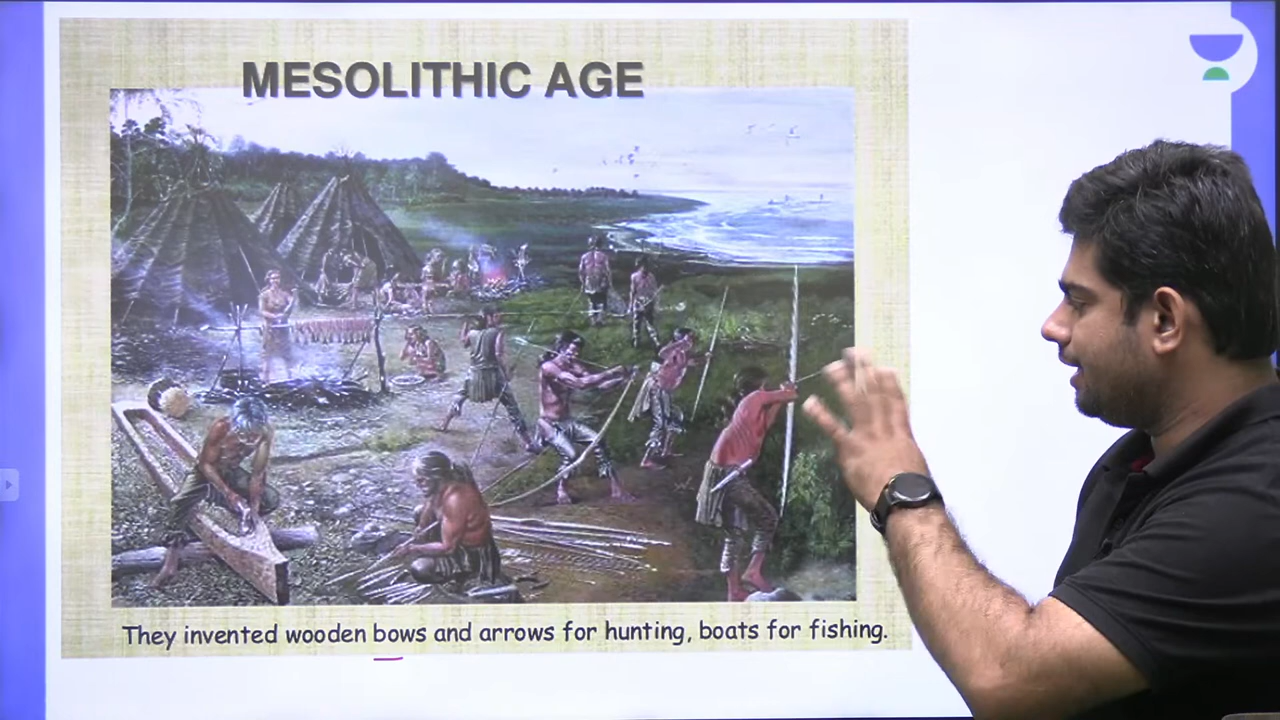 MESOLITHIC AGE
They invented wooden bows and arrows for hunting, boats for fishing.